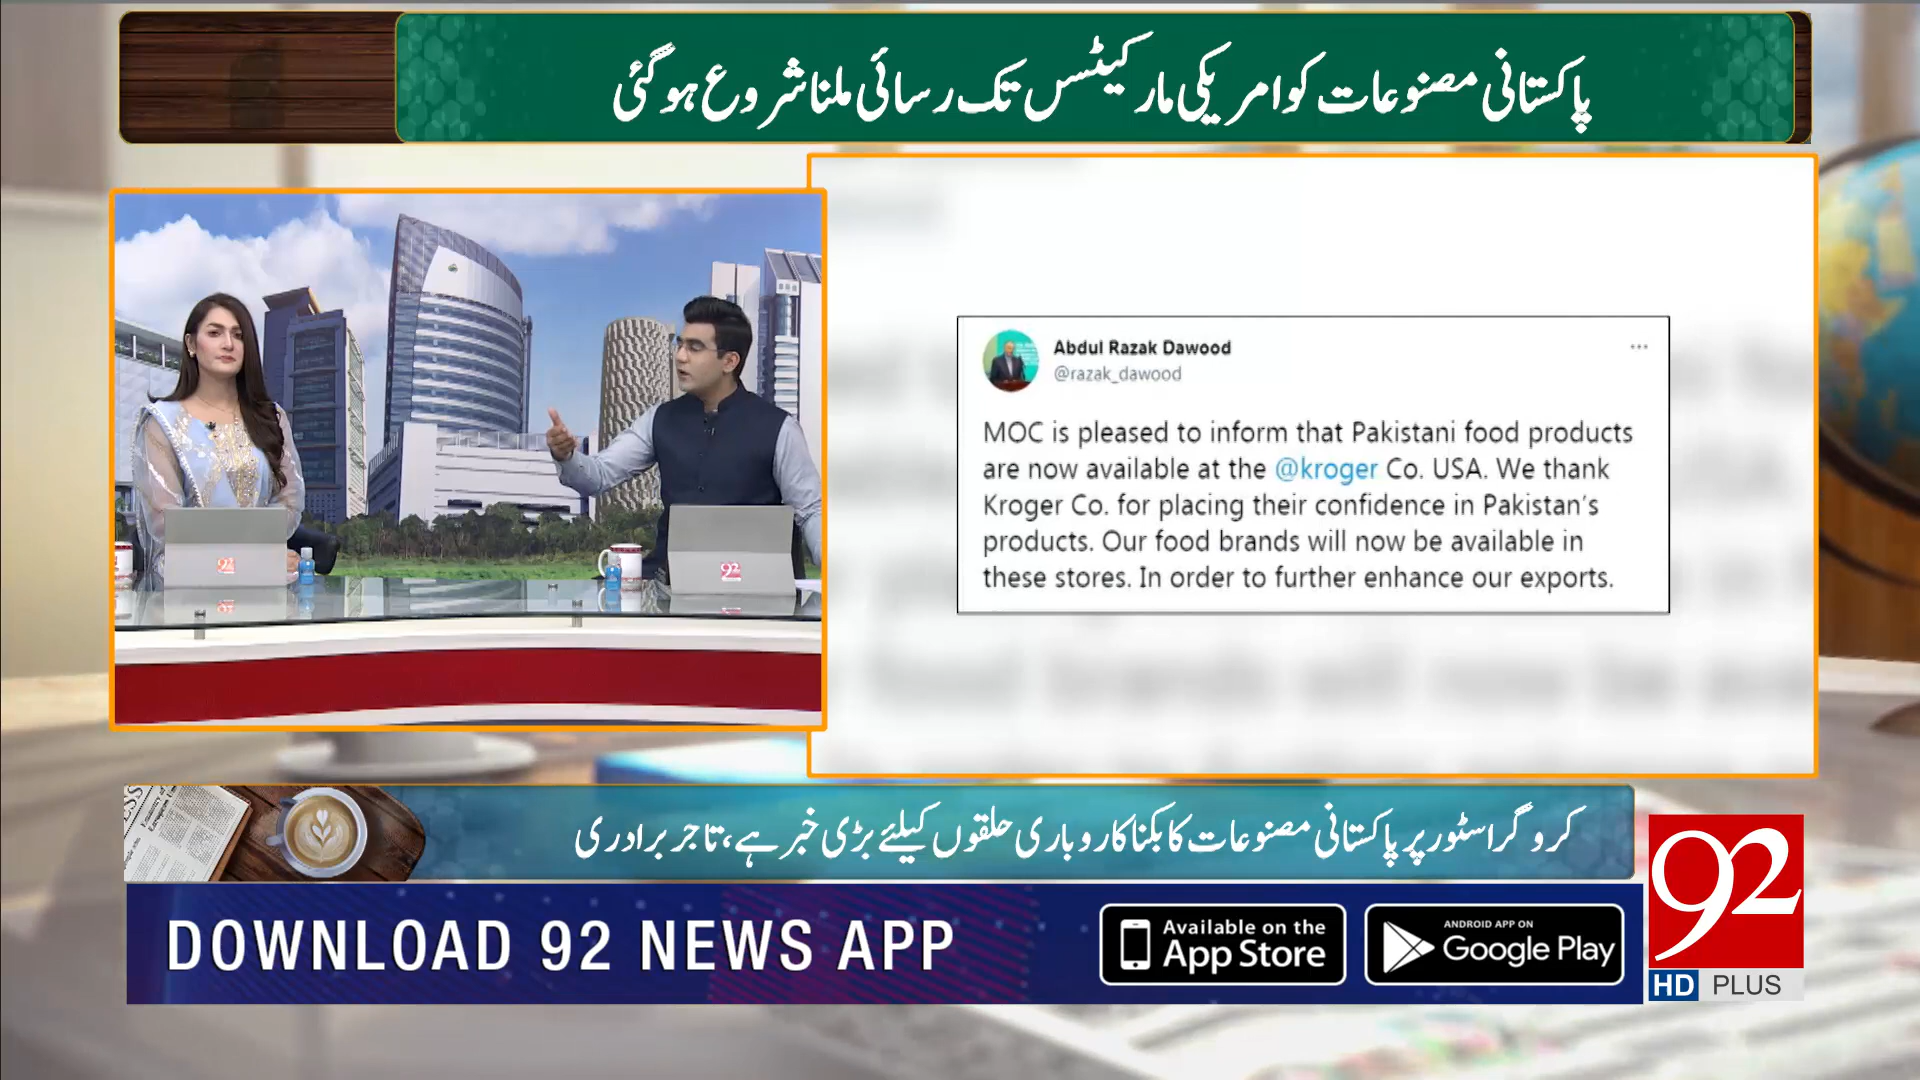 پاکستانی مصنوعات کو امریکی مارکیٹس تک رسائی ملنا شروع ہوگئی
Abdul Razak Dawood
@razak_dawood
MOC is pleased to inform that Pakistani food products
are now available at the @kroger Co. USA. We thank
Kroger Co. for placing their confidence in Pakistan's
products. Our food brands will now be available in
these stores. In order to further enhance our exports.
92
92
کروگر اسٹور پر پاکستانی مصنوعات کا بکنا کاروباری حلقوں کیلئے بڑی خبر ہے، تاجر برادری
DOWNLOAD 92 NEWS APP
Available on the
App Store
ANDROID APP ON
Google Play
92
HD PLUS